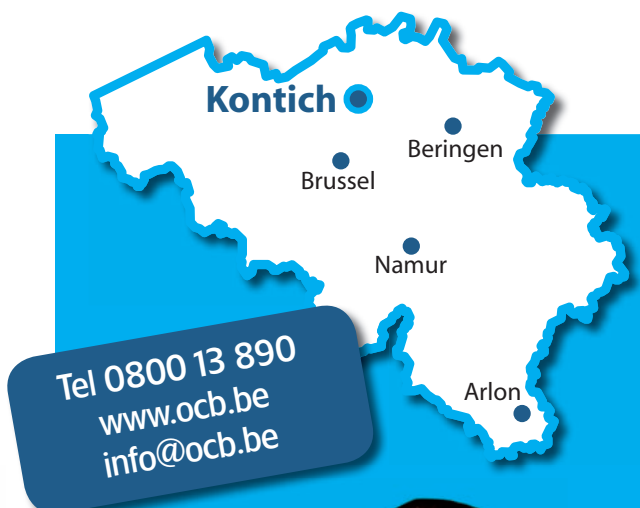 Kontich
Beringen
Brussel
Namur
Arlon
Tel 0800 13 890
www.ocb.be
info@ocb.be